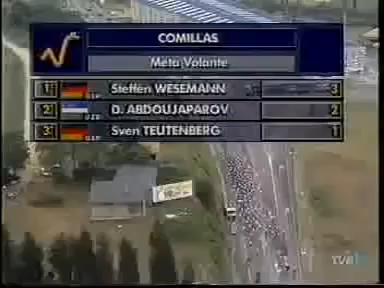 COMILLAS
Meta Volante
1 Steffen WESEMANN 3
2 D. ABDOUJAPAROV 2
3 Sven TEUTENBERG 1
tve